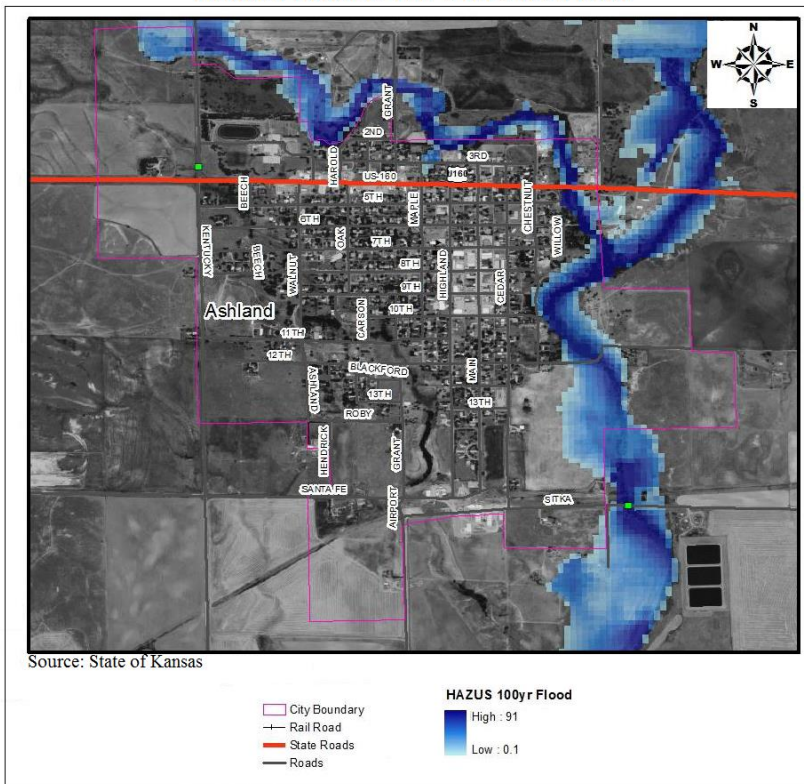 N
W E
S
GRANT
2ND
HAROLD
3RD
US-160
U160
BEECH
5TH
MAPLE
CHESTNUT
6TH
KENTUCKY
OAK
7TH
WILLOW
BEECH
WALNUT
8TH
HIGHLAND
9TH
CEDAR
Ashland
CARSON
10TH
11TH
12TH
BLACKFORD
MAIN
ASHLAND
13TH
13TH
ROBY
HENDRICK
GRANT
SANTA FE
SITKA
AIRPORT
Source: State of Kansas
City Boundary
Rail Road
State Roads
Roads
HAZUS 100yr Flood
High : 91
Low : 0.1